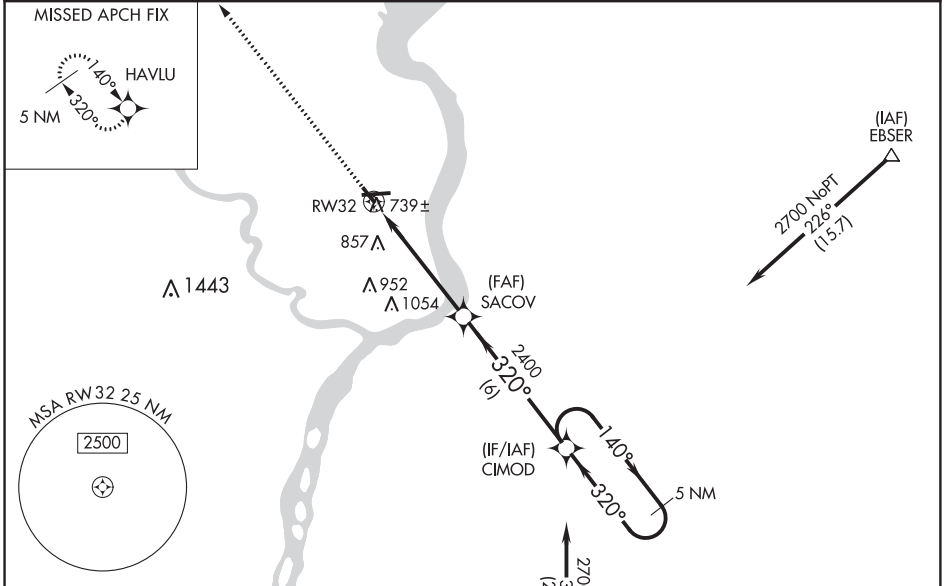 MISSED APCH FIX
HAVLU
140°
320°
5 NM
(IAF)
EBSER
2700 NoPT
226°
(15.7)
RW32
739±
857
952
1054
1443
(FAF)
SACOV
2400
320°
(6)
MSA RW32 25 NM
2500
(IF/IAF)
CIMOD
140°
320°
5 NM
270